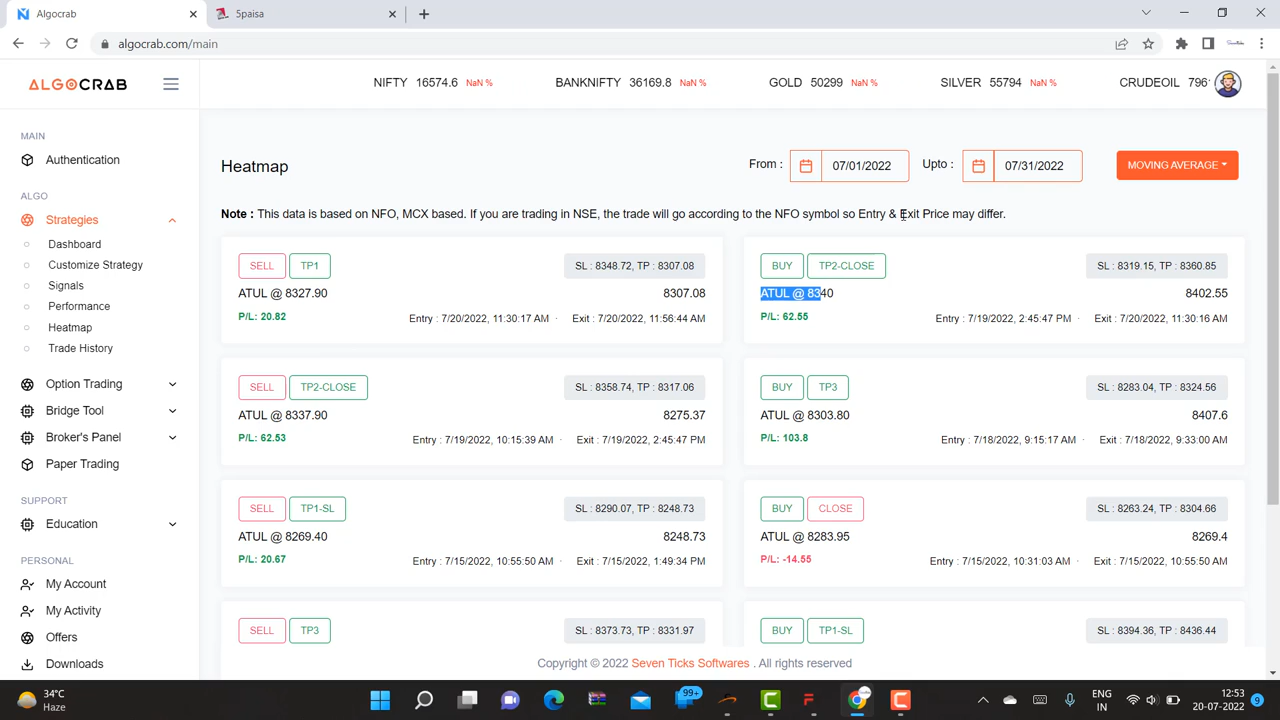 Algocrab
5paisa
algocrab.com/main
ALGOCRAB
NIFTY 16574.6 NaN %
BANKNIFTY 36169.8 NaN %
GOLD 50299 NaN %
SILVER 55794 NaN %
CRUDEOIL 796
MAIN
Authentication
ALGO
Strategies
Dashboard
Customize Strategy
Signals
Performance
Heatmap
Trade History
Option Trading
Bridge Tool
Broker's Panel
Paper Trading
SUPPORT
Education
PERSONAL
My Account
My Activity
Offers
Downloads
Heatmap
From : 07/01/2022
Upto : 07/31/2022
MOVING AVERAGE
Note : This data is based on NFO, MCX based. If you are trading in NSE, the trade will go according to the NFO symbol so Entry & Exit Price may differ.
SELL TP1 SL : 8348.72, TP : 8307.08
ATUL @ 8327.90 8307.08
P/L: 20.82 Entry : 7/20/2022, 11:30:17 AM · Exit : 7/20/2022, 11:56:44 AM
BUY TP2-CLOSE SL : 8319.15, TP : 8360.85
ATUL @ 8340 8402.55
P/L: 62.55 Entry : 7/19/2022, 2:45:47 PM · Exit : 7/20/2022, 11:30:16 AM
SELL TP2-CLOSE SL : 8358.74, TP : 8317.06
ATUL @ 8337.90 8275.37
P/L: 62.53 Entry : 7/19/2022, 10:15:39 AM · Exit : 7/19/2022, 2:45:47 PM
BUY TP3 SL : 8283.04, TP : 8324.56
ATUL @ 8303.80 8407.6
P/L: 103.8 Entry : 7/18/2022, 9:15:17 AM · Exit : 7/18/2022, 9:33:00 AM
SELL TP1-SL SL : 8290.07, TP : 8248.73
ATUL @ 8269.40 8248.73
P/L: 20.67 Entry : 7/15/2022, 10:55:50 AM · Exit : 7/15/2022, 1:49:34 PM
BUY CLOSE SL : 8263.24, TP : 8304.66
ATUL @ 8283.95 8269.4
P/L: -14.55 Entry : 7/15/2022, 10:31:03 AM · Exit : 7/15/2022, 10:55:50 AM
SELL TP3 SL : 8373.73, TP : 8331.97
BUY TP1-SL SL : 8394.36, TP : 8436.44
Copyright © 2022 Seven Ticks Softwares . All rights reserved
34°C
Haze
99+
ENG
IN
12:53
20-07-2022
9